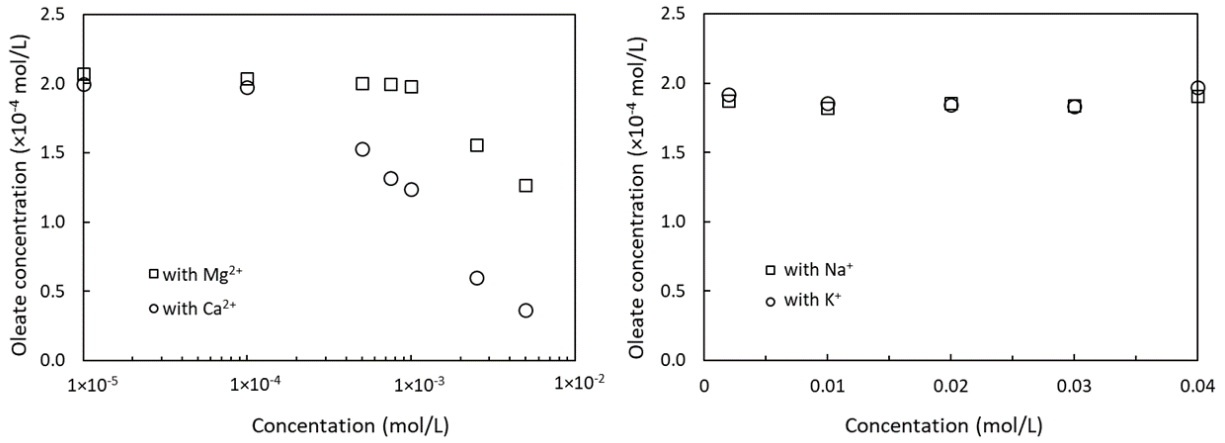 Oleate concentration (×10⁻⁴ mol/L)
2.5
2.0
1.5
1.0
0.5
0.0
with Mg²⁺
with Ca²⁺
1×10⁻⁵
1×10⁻⁴
1×10⁻³
1×10⁻²
Concentation (mol/L)
Oleate concentration (×10⁻⁴ mol/L)
2.5
2.0
1.5
1.0
0.5
0.0
with Na⁺
with K⁺
0
0.01
0.02
0.03
0.04
Concentation (mol/L)